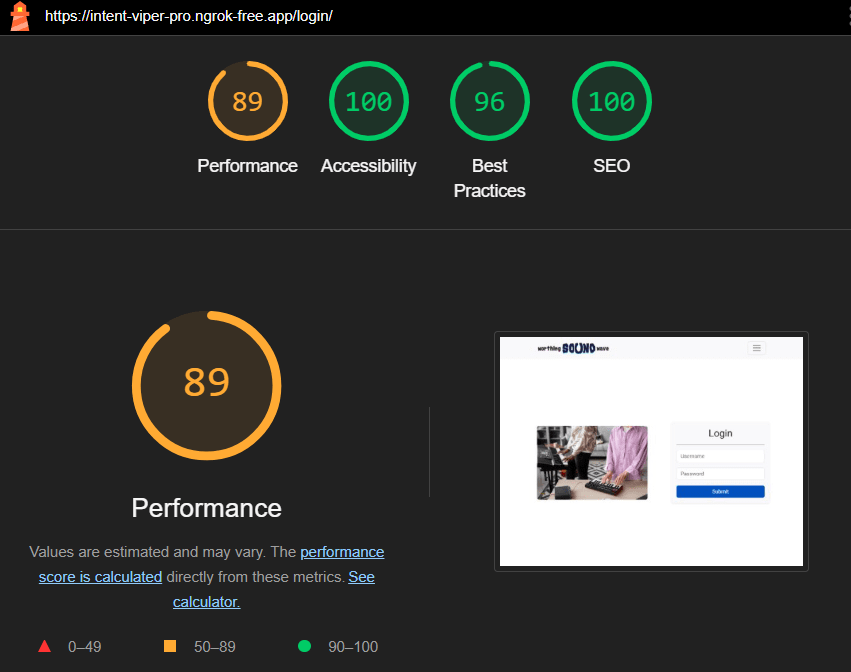 https://intent-viper-pro.ngrok-free.app/login/
89
100
96
100
Performance
Accessibility
Best
Practices
SEO
89
Performance
Values are estimated and may vary. The performance
score is calculated directly from these metrics. See
calculator.
0–49
50–89
90–100
worthing SOUND wave
Login
Username
Password
Submit